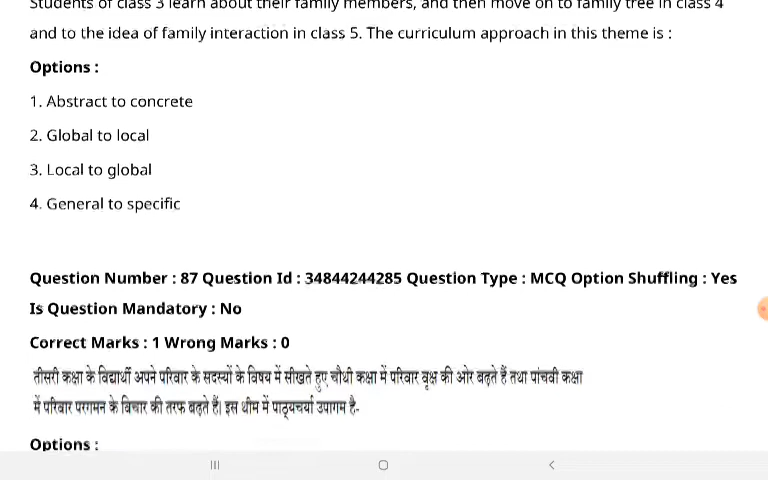 Students of class 3 learn about their family members, and then move on to family tree in class 4
and to the idea of family interaction in class 5. The curriculum approach in this theme is :
Options :
1. Abstract to concrete
2. Global to local
3. Local to global
4. General to specific
Question Number : 87 Question Id : 34844244285 Question Type : MCQ Option Shuffling : Yes
Is Question Mandatory : No
Correct Marks : 1 Wrong Marks : 0
तीसरी कक्षा के विद्यार्थी अपने परिवार के सदस्यों के विषय में सीखते हुए चौथी कक्षा में परिवार वृक्ष की ओर बढ़ते हैं तथा पांचवी कक्षा
में परिवार परागमन के विचार की तरफ बढ़ते हैं। इस थीम में पाठ्यचर्या उपागम है-
Options :